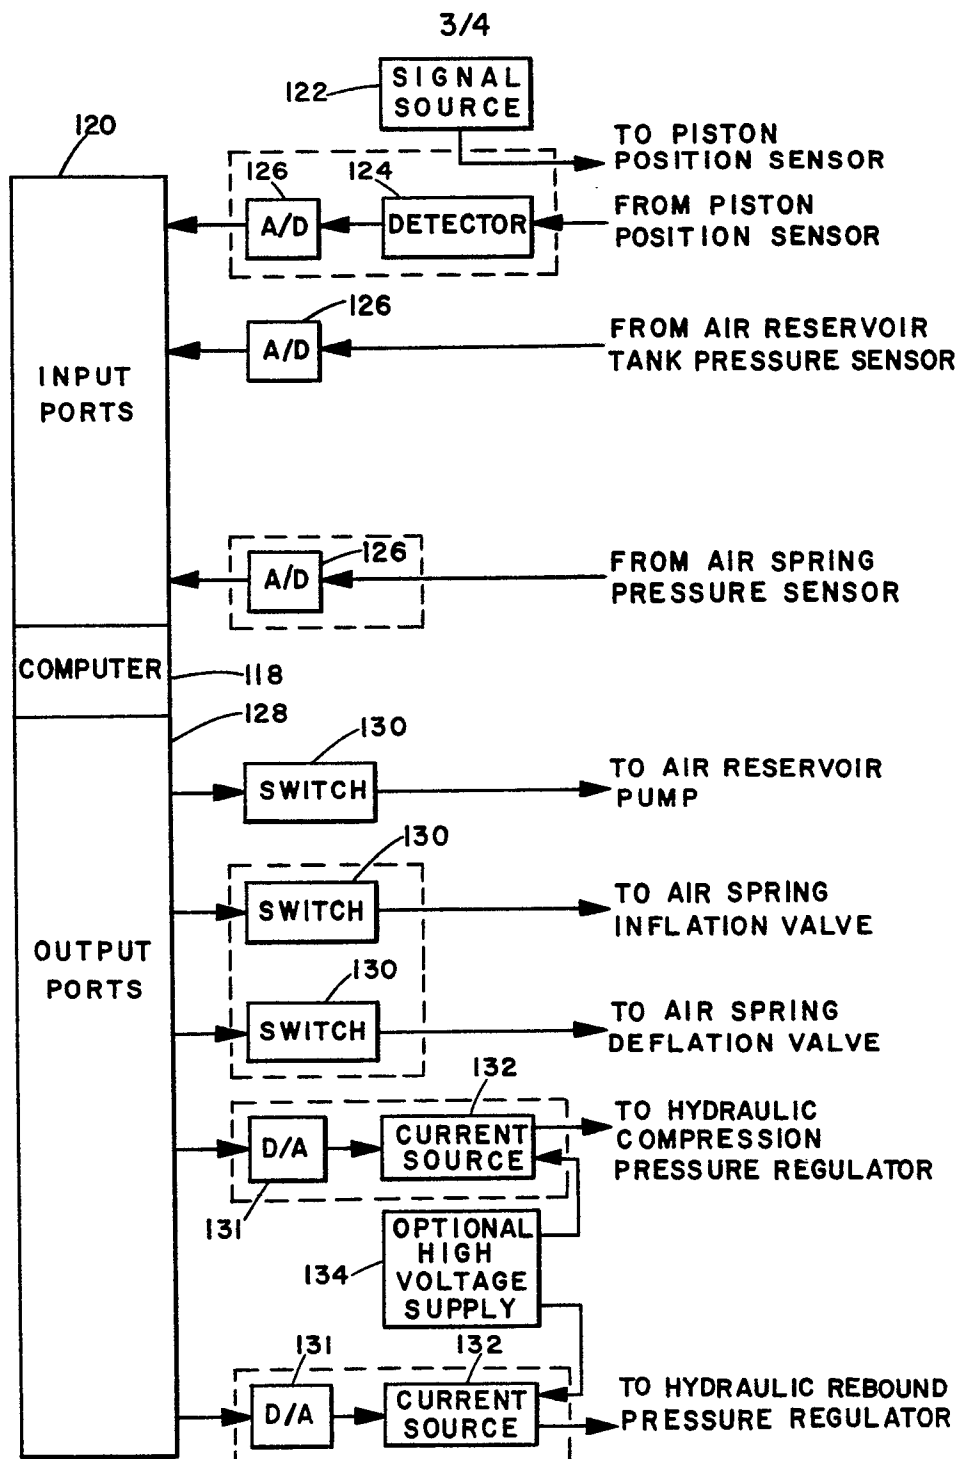 3/4
SIGNAL
SOURCE
122
120
TO PISTON
POSITION SENSOR
126
124
A/D
DETECTOR
FROM PISTON
POSITION SENSOR
126
A/D
FROM AIR RESERVOIR
TANK PRESSURE SENSOR
INPUT
PORTS
126
A/D
FROM AIR SPRING
PRESSURE SENSOR
COMPUTER
118
128
130
SWITCH
TO AIR RESERVOIR
PUMP
130
SWITCH
TO AIR SPRING
INFLATION VALVE
OUTPUT
PORTS
130
SWITCH
TO AIR SPRING
DEFLATION VALVE
132
D/A
CURRENT
SOURCE
TO HYDRAULIC
COMPRESSION
PRESSURE REGULATOR
131
134
OPTIONAL
HIGH
VOLTAGE
SUPPLY
131
132
D/A
CURRENT
SOURCE
TO HYDRAULIC REBOUND
PRESSURE REGULATOR